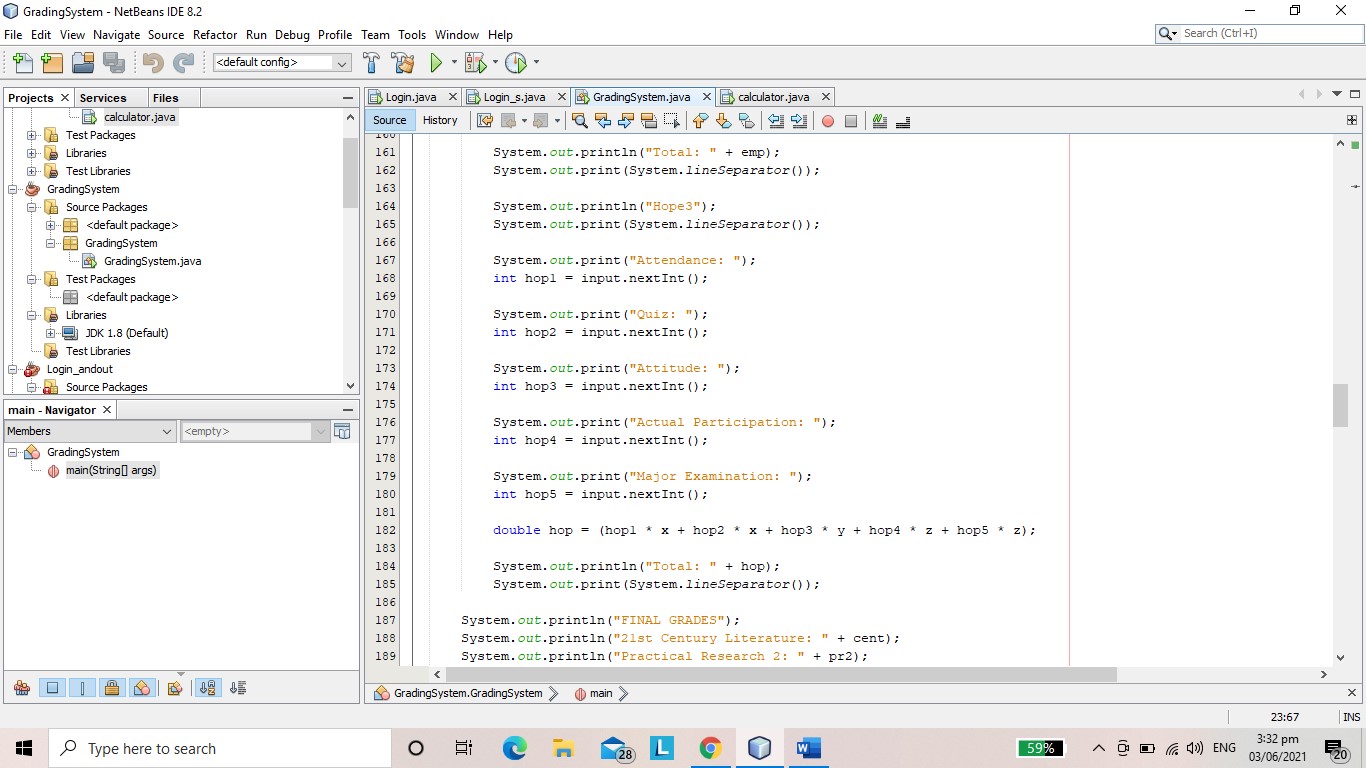 GradingSystem - NetBeans IDE 8.2
File Edit View Navigate Source Refactor Run Debug Profile Team Tools Window Help
Search (Ctrl+I)
<default config>
Projects Services Files
calculator.java
Test Packages
Libraries
Test Libraries
GradingSystem
Source Packages
<default package>
GradingSystem
GradingSystem.java
Test Packages
<default package>
Libraries
JDK 1.8 (Default)
Test Libraries
Login_andout
Source Packages
main - Navigator
Members
<empty>
GradingSystem
main(String[] args)
Login.java Login_s.java GradingSystem.java calculator.java
Source History
160
161 System.out.println("Total: " + emp);
162 System.out.print(System.lineSeparator());
163
164 System.out.println("Hope3");
165 System.out.print(System.lineSeparator());
166
167 System.out.print("Attendance: ");
168 int hop1 = input.nextInt();
169
170 System.out.print("Quiz: ");
171 int hop2 = input.nextInt();
172
173 System.out.print("Attitude: ");
174 int hop3 = input.nextInt();
175
176 System.out.print("Actual Participation: ");
177 int hop4 = input.nextInt();
178
179 System.out.print("Major Examination: ");
180 int hop5 = input.nextInt();
181
182 double hop = (hop1 * x + hop2 * x + hop3 * y + hop4 * z + hop5 * z);
183
184 System.out.println("Total: " + hop);
185 System.out.print(System.lineSeparator());
186
187 System.out.println("FINAL GRADES");
188 System.out.println("21st Century Literature: " + cent);
189 System.out.println("Practical Research 2: " + pr2);
GradingSystem.GradingSystem main
23:67 INS
Type here to search
28
L
W
59%
ENG
3:32 pm
03/06/2021
20